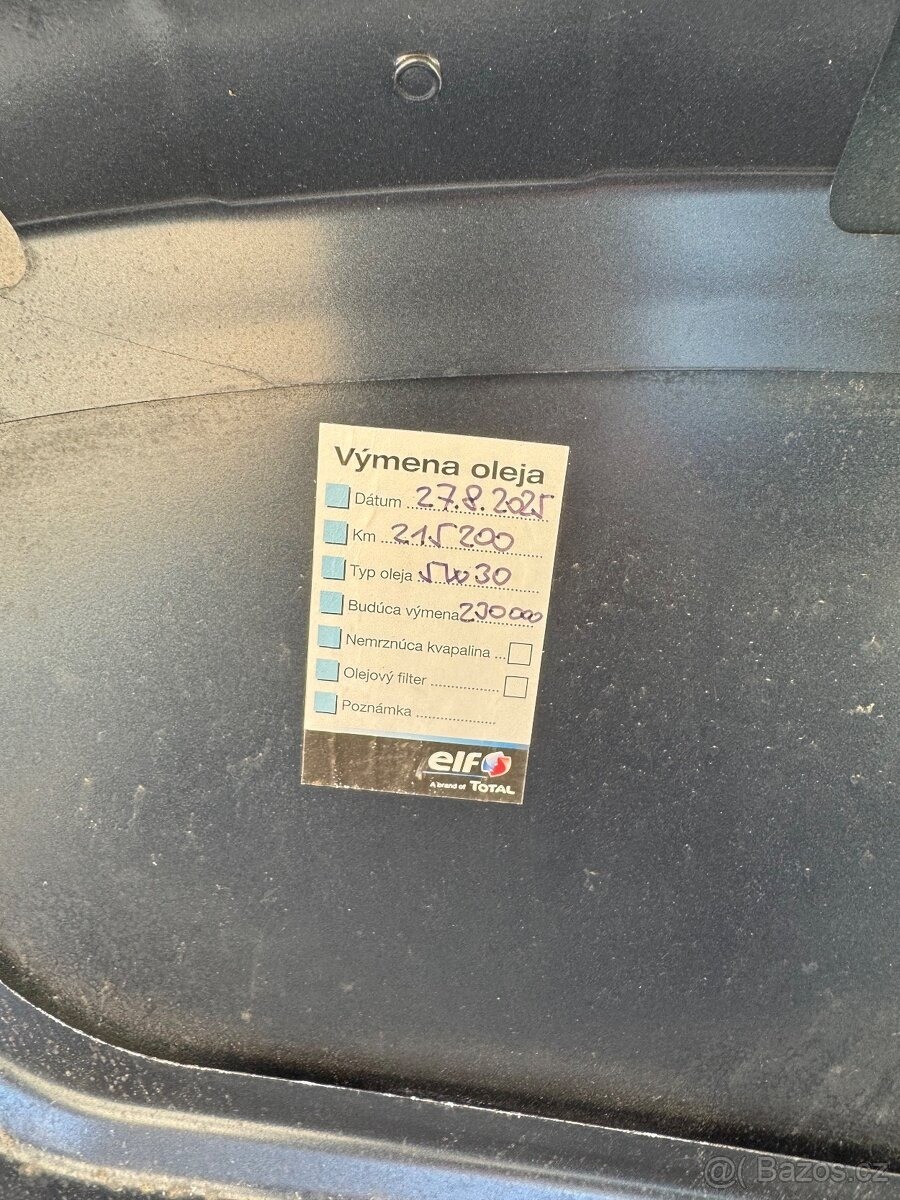 Výmena oleja
Dátum 27.8.2025
Km 215200
Typ oleja 5W30
Budúca výmena 230000
Nemrznúca kvapalina
Olejový filter
Poznámka
elf
A brand of TOTAL
@ Bazos.cz